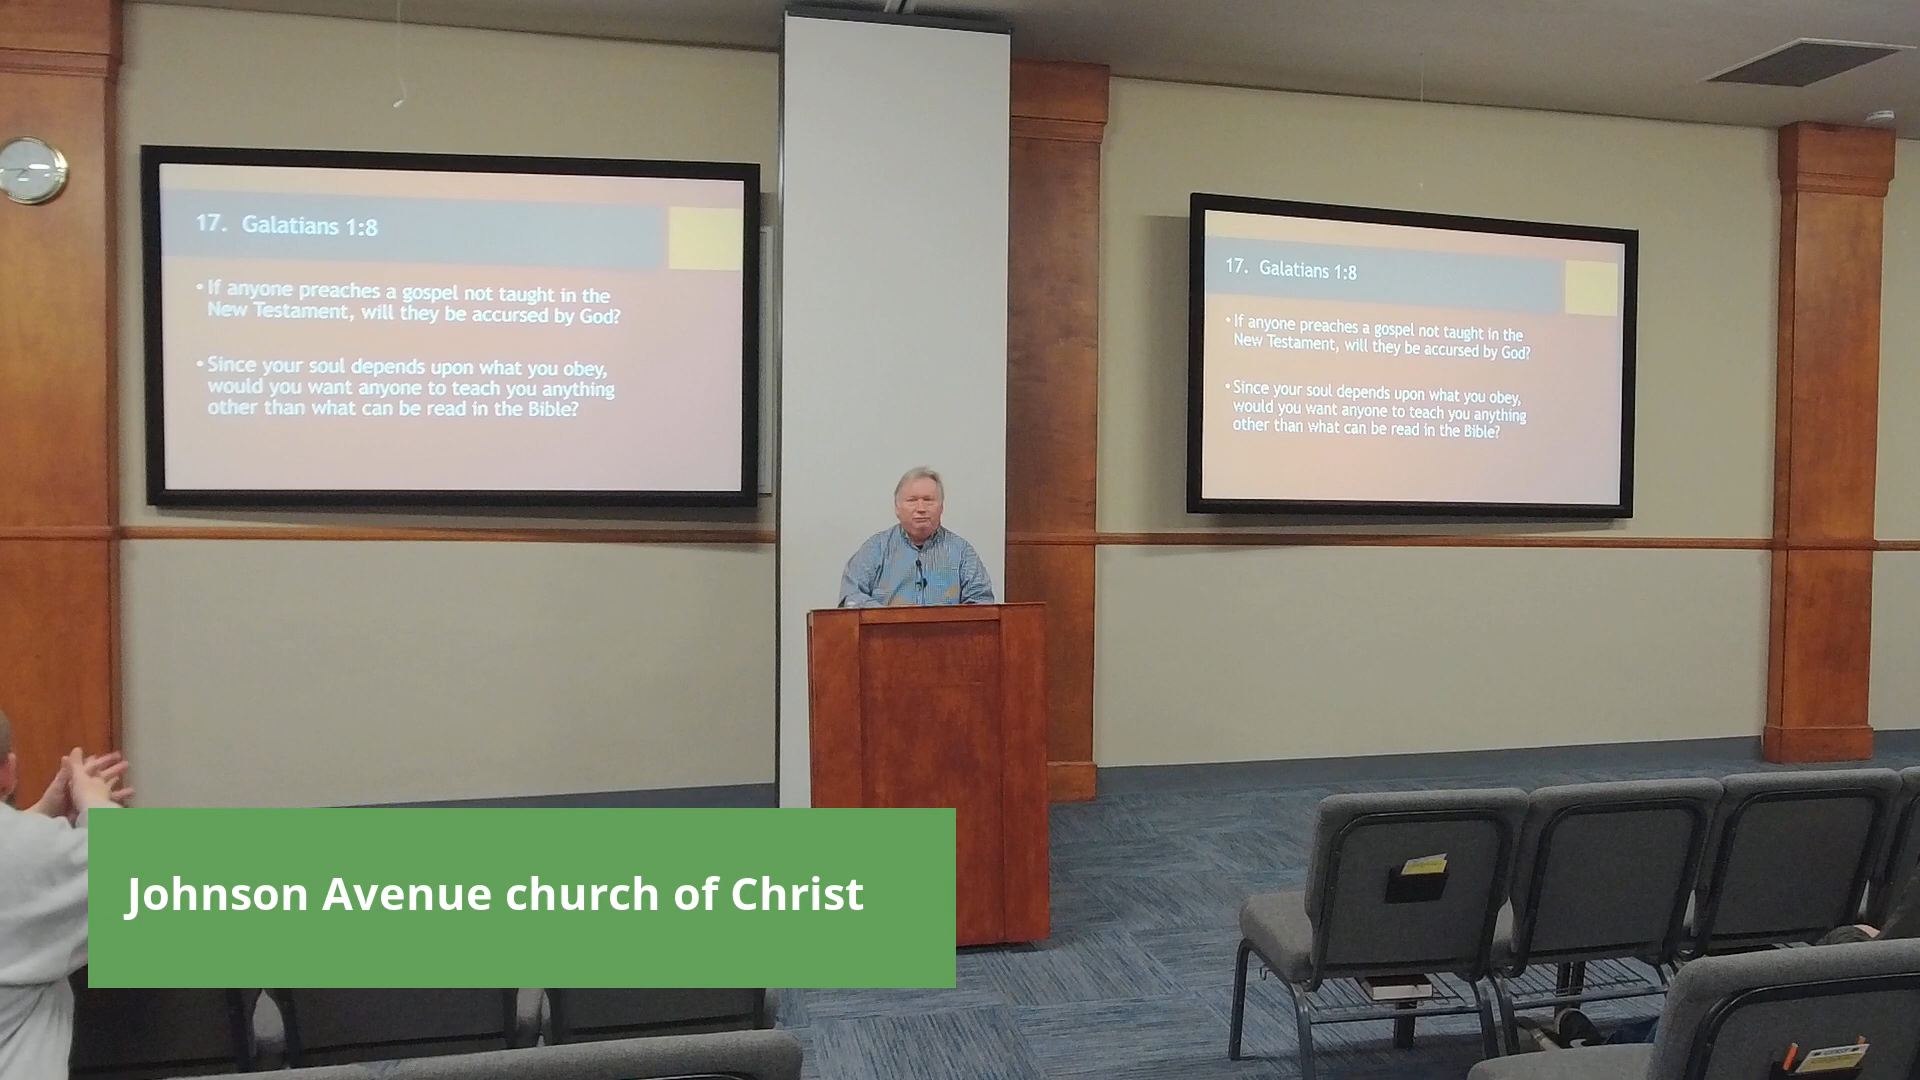 17. Galatians 1:8
• If anyone preaches a gospel not taught in the
New Testament, will they be accursed by God?
• Since your soul depends upon what you obey,
would you want anyone to teach you anything
other than what can be read in the Bible?
17. Galatians 1:8
• If anyone preaches a gospel not taught in the
New Testament, will they be accursed by God?
• Since your soul depends upon what you obey,
would you want anyone to teach you anything
other than what can be read in the Bible?
Johnson Avenue church of Christ